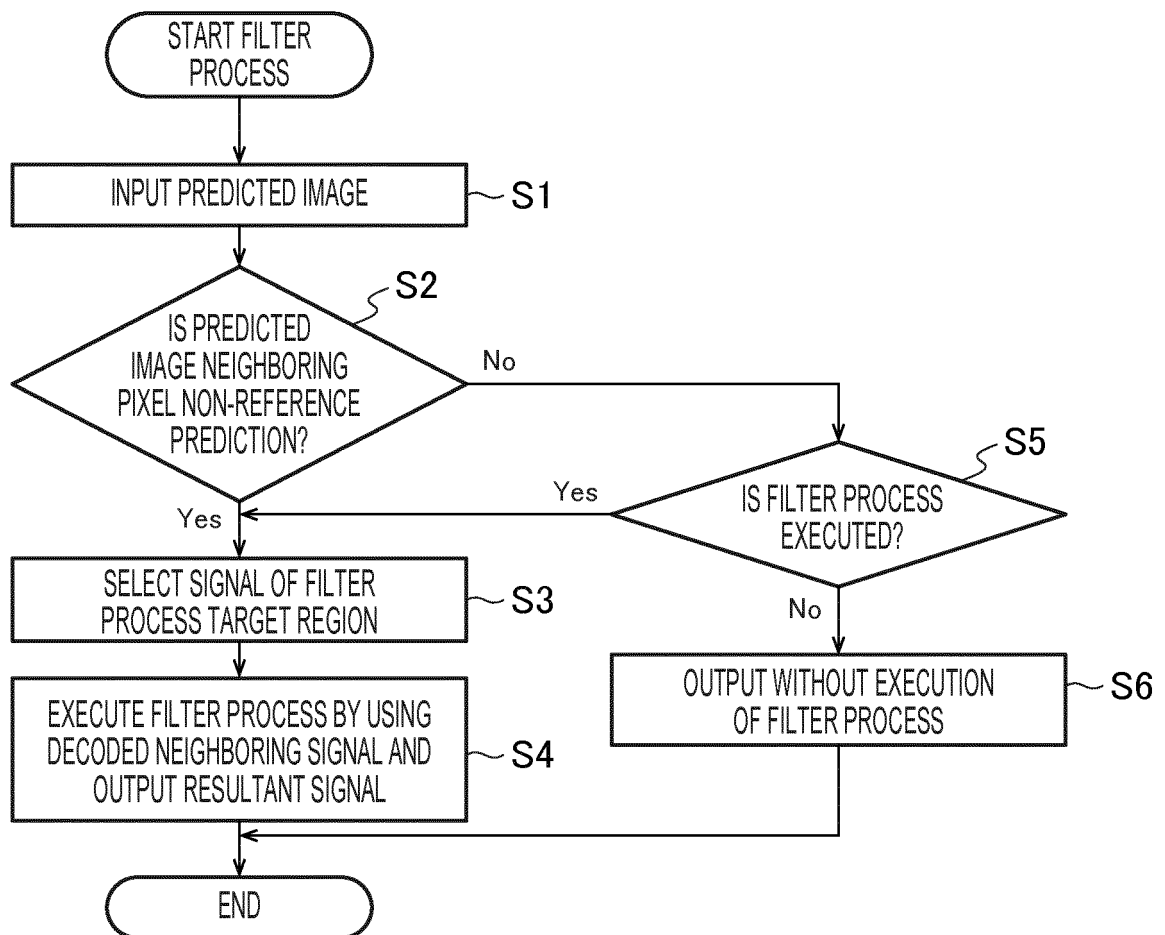 START FILTER
PROCESS
INPUT PREDICTED IMAGE
S1
IS PREDICTED
IMAGE NEIGHBORING
PIXEL NON-REFERENCE
PREDICTION?
S2
No
Yes
IS FILTER PROCESS
EXECUTED?
S5
Yes
No
SELECT SIGNAL OF FILTER
PROCESS TARGET REGION
S3
EXECUTE FILTER PROCESS BY USING
DECODED NEIGHBORING SIGNAL AND
OUTPUT RESULTANT SIGNAL
S4
OUTPUT WITHOUT EXECUTION
OF FILTER PROCESS
S6
END